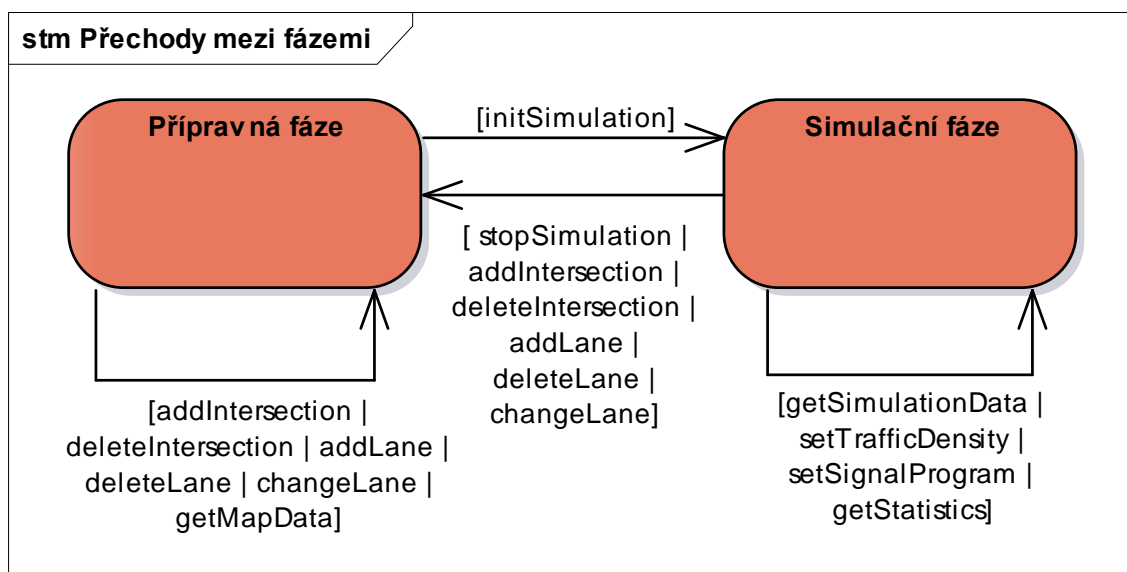 stm Přechody mezi fázemi
Přípravná fáze
[initSimulation]
Simulační fáze
[ stopSimulation |
addIntersection |
deleteIntersection |
addLane |
deleteLane |
changeLane]
[addIntersection |
deleteIntersection | addLane |
deleteLane | changeLane |
getMapData]
[getSimulationData |
setTrafficDensity |
setSignalProgram |
getStatistics]